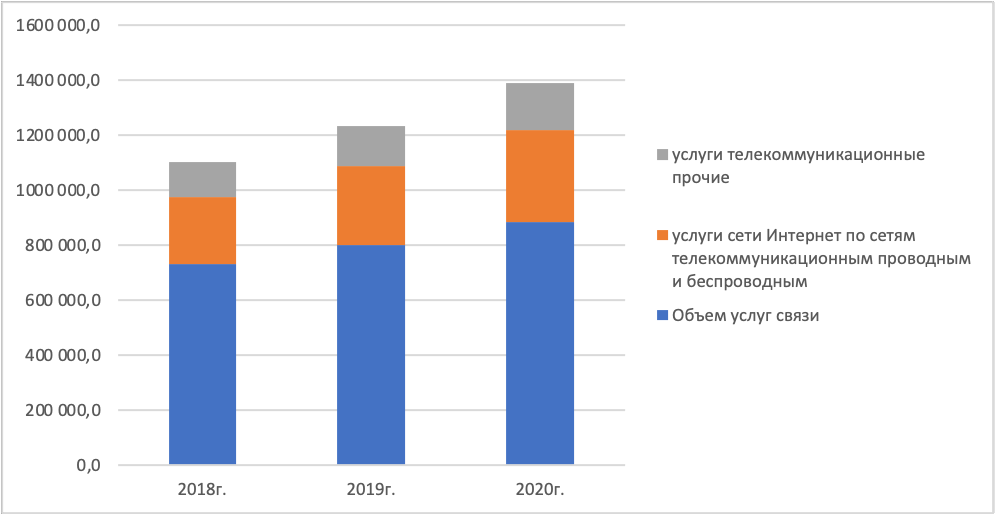 1600 000,0
1400 000,0
1200 000,0
1000 000,0
800 000,0
600 000,0
400 000,0
200 000,0
0,0
2018г.
2019г.
2020г.
услуги телекоммуникационные
прочие
услуги сети Интернет по сетям
телекоммуникационным проводным
и беспроводным
Объем услуг связи